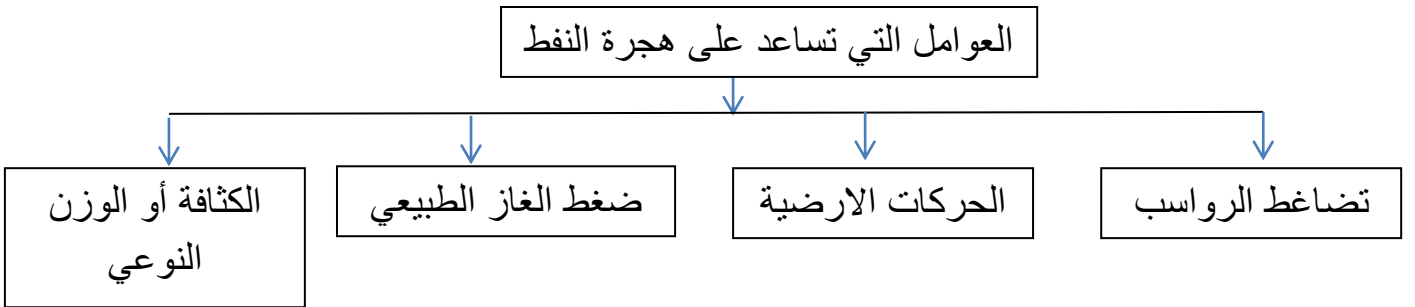 العوامل التي تساعد على هجرة النفط
تضاغط الرواسب
الحركات الارضية
ضغط الغاز الطبيعي
الكثافة أو الوزن
النوعي